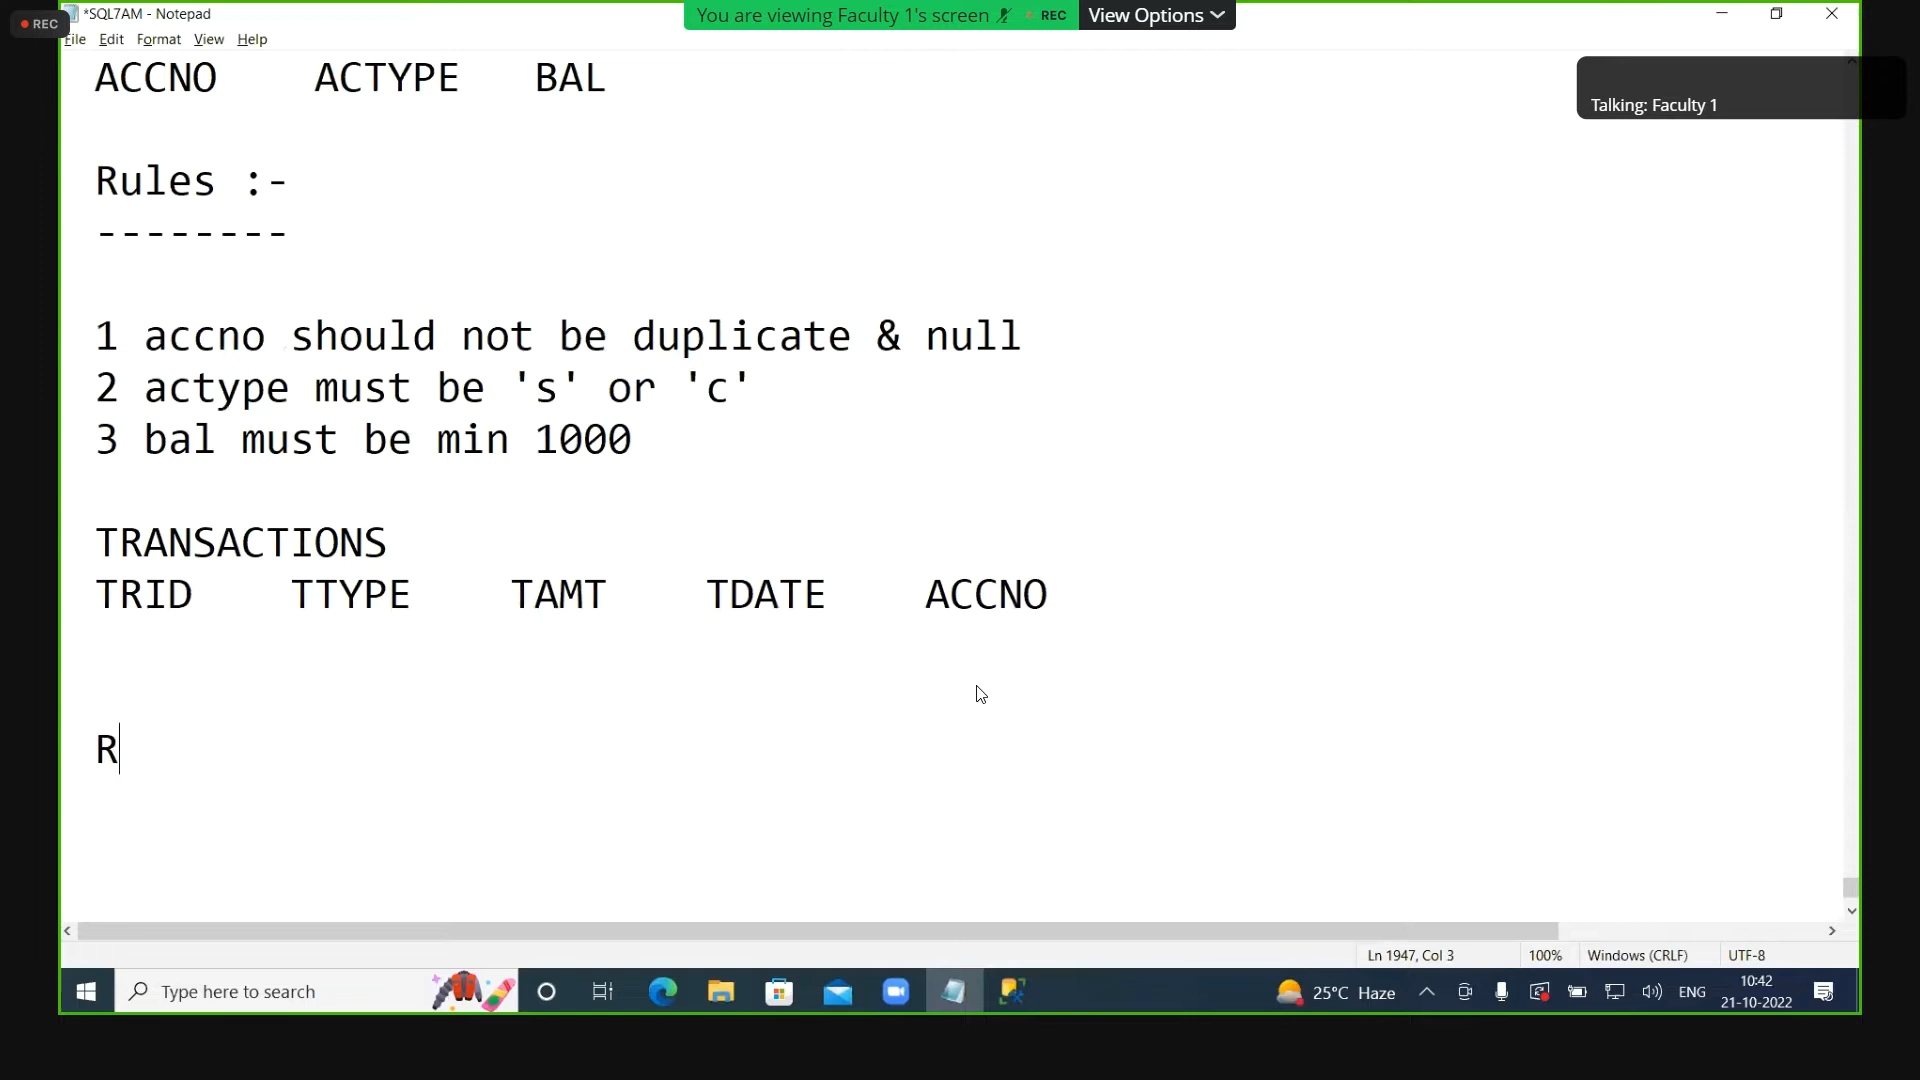 REC
*SQL7AM - Notepad
You are viewing Faculty 1's screen REC View Options
File Edit Format View Help
Talking: Faculty 1
ACCNO ACTYPE BAL
Rules :-
--------
1 accno should not be duplicate & null
2 actype must be 's' or 'c'
3 bal must be min 1000
TRANSACTIONS
TRID TTYPE TAMT TDATE ACCNO
R
Ln 1947, Col 3 100% Windows (CRLF) UTF-8
Type here to search
25°C Haze
ENG
10:42
21-10-2022